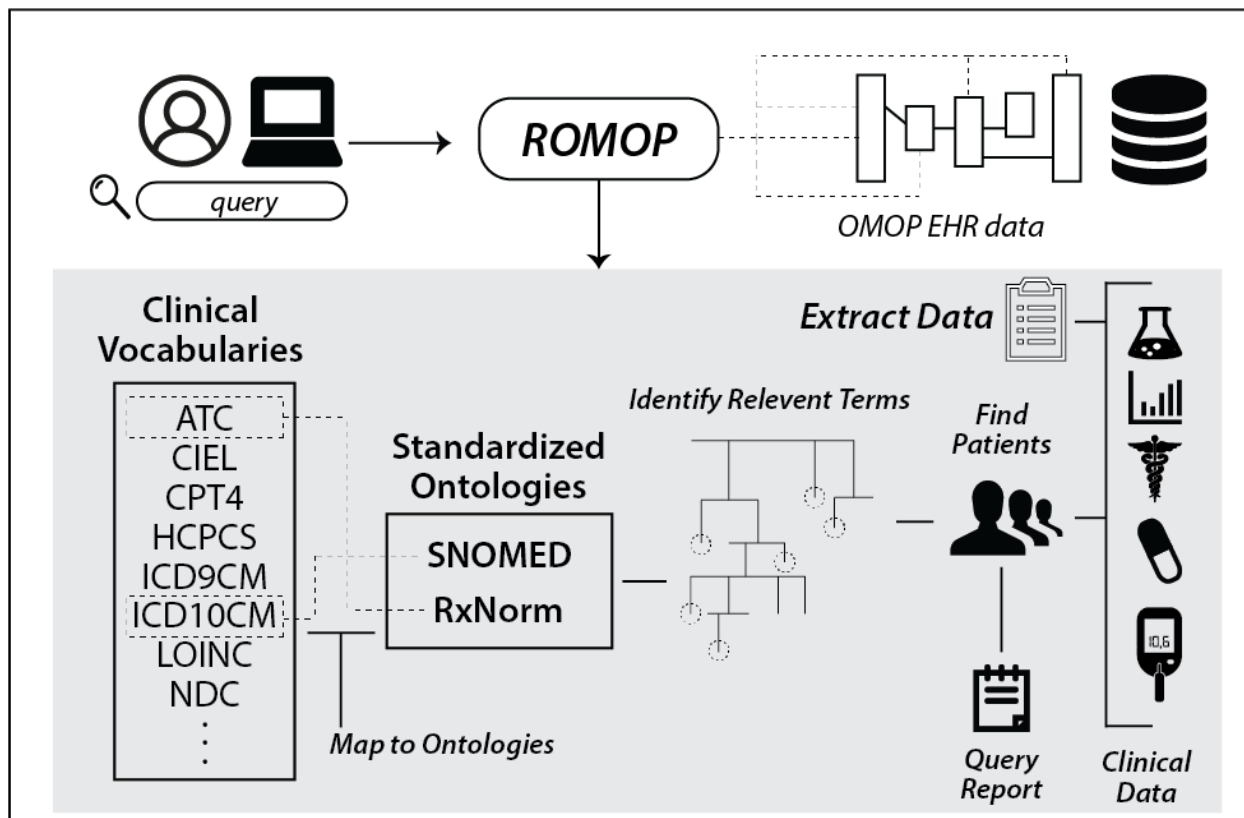 ROMOP
query
OMOP EHR data
Clinical
Vocabularies
ATC
CIEL
CPT4
HCPCS
ICD9CM
ICD10CM
LOINC
NDC
Map to Ontologies
Standardized
Ontologies
SNOMED
RxNorm
Identify Relevent Terms
Extract Data
Find
Patients
Query
Report
10,6
Clinical
Data